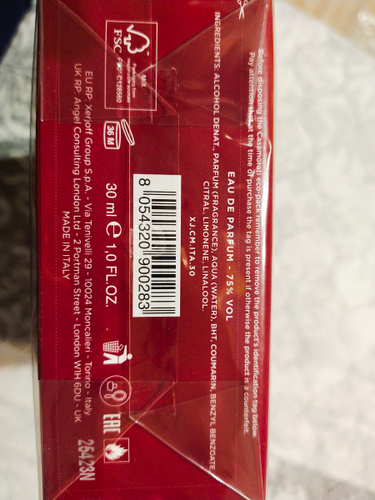 Before disposing the Casamorati eco-pack remember to remove the product's identification tag below.
Pay attention that at the time of purchase the tag is present if otherwise the product is a counterfeit.
EAU DE PARFUM - 75% VOL
INGREDIENTS: ALCOHOL DENAT., PARFUM (FRAGRANCE), AQUA (WATER), BHT, COUMARIN, BENZYL BENZOATE,
CITRAL, LIMONENE, LINALOOL.
XJ.CM.ITA.30
8 054320 900283
MIX
FSC
36 M
30 ml ℮ 1,0 FL.OZ.
EAC
EU RP: Xerjoff Group S.p.A. - Via Tenivelli 29 - 10024 Moncalieri - Torino - Italy
UK RP: Angel Consulting London Ltd - 2 Portman Street - London W1H 6DU - UK
MADE IN ITALY
25423N